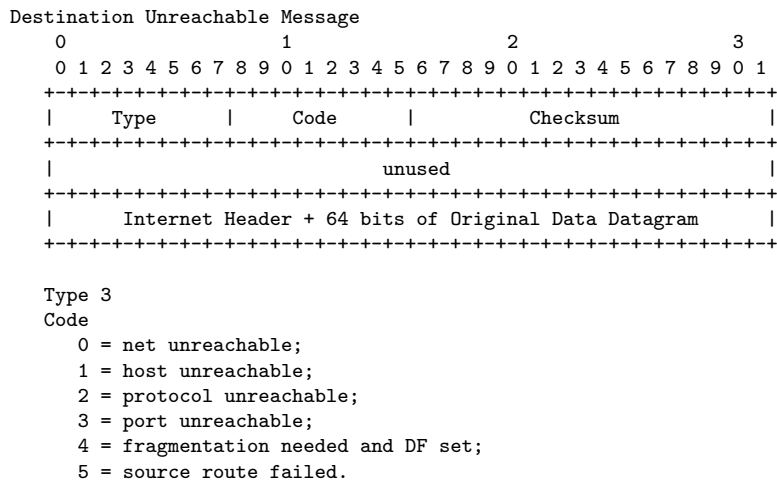 Destination Unreachable Message
    0                   1                   2                   3
    0 1 2 3 4 5 6 7 8 9 0 1 2 3 4 5 6 7 8 9 0 1 2 3 4 5 6 7 8 9 0 1
   +-+-+-+-+-+-+-+-+-+-+-+-+-+-+-+-+-+-+-+-+-+-+-+-+-+-+-+-+-+-+-+-+
   |     Type      |     Code      |          Checksum             |
   +-+-+-+-+-+-+-+-+-+-+-+-+-+-+-+-+-+-+-+-+-+-+-+-+-+-+-+-+-+-+-+-+
   |                             unused                            |
   +-+-+-+-+-+-+-+-+-+-+-+-+-+-+-+-+-+-+-+-+-+-+-+-+-+-+-+-+-+-+-+-+
   |      Internet Header + 64 bits of Original Data Datagram      |
   +-+-+-+-+-+-+-+-+-+-+-+-+-+-+-+-+-+-+-+-+-+-+-+-+-+-+-+-+-+-+-+-+
   Type 3
   Code
      0 = net unreachable;
      1 = host unreachable;
      2 = protocol unreachable;
      3 = port unreachable;
      4 = fragmentation needed and DF set;
      5 = source route failed.